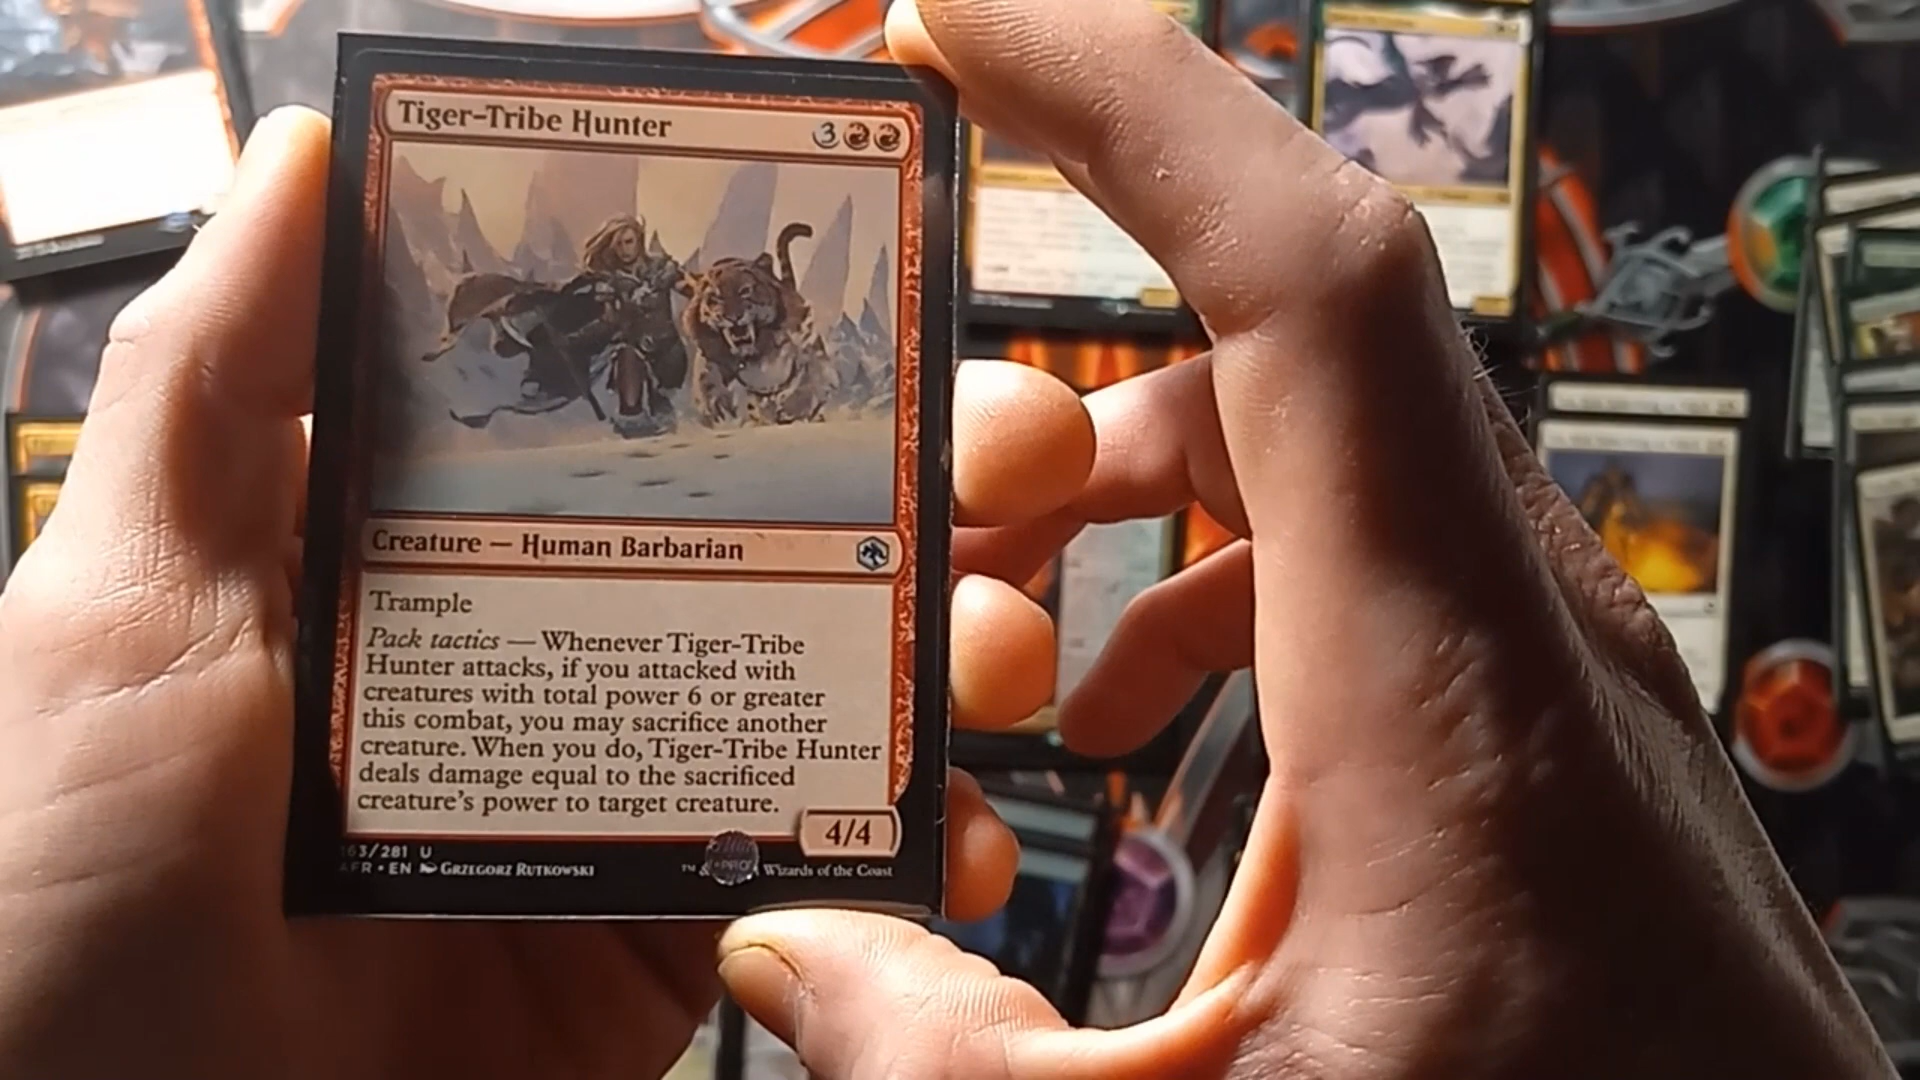 Tiger-Tribe Hunter 3
Creature — Human Barbarian
Trample
Pack tactics — Whenever Tiger-Tribe
Hunter attacks, if you attacked with
creatures with total power 6 or greater
this combat, you may sacrifice another
creature. When you do, Tiger-Tribe Hunter
deals damage equal to the sacrificed
creature's power to target creature.
4/4
63/281 U
AFR • EN GRZEGORZ RUTKOWSKI
™ & Wizards of the Coast